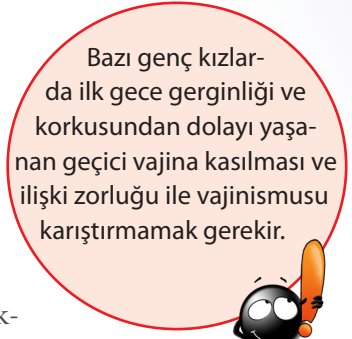 Bazı genç kızlar-
da ilk gece gerginliği ve
korkusundan dolayı yaşa-
nan geçici vajina kasılması ve
ilişki zorluğu ile vajinismusu
karıştırmamak gerekir.
k-